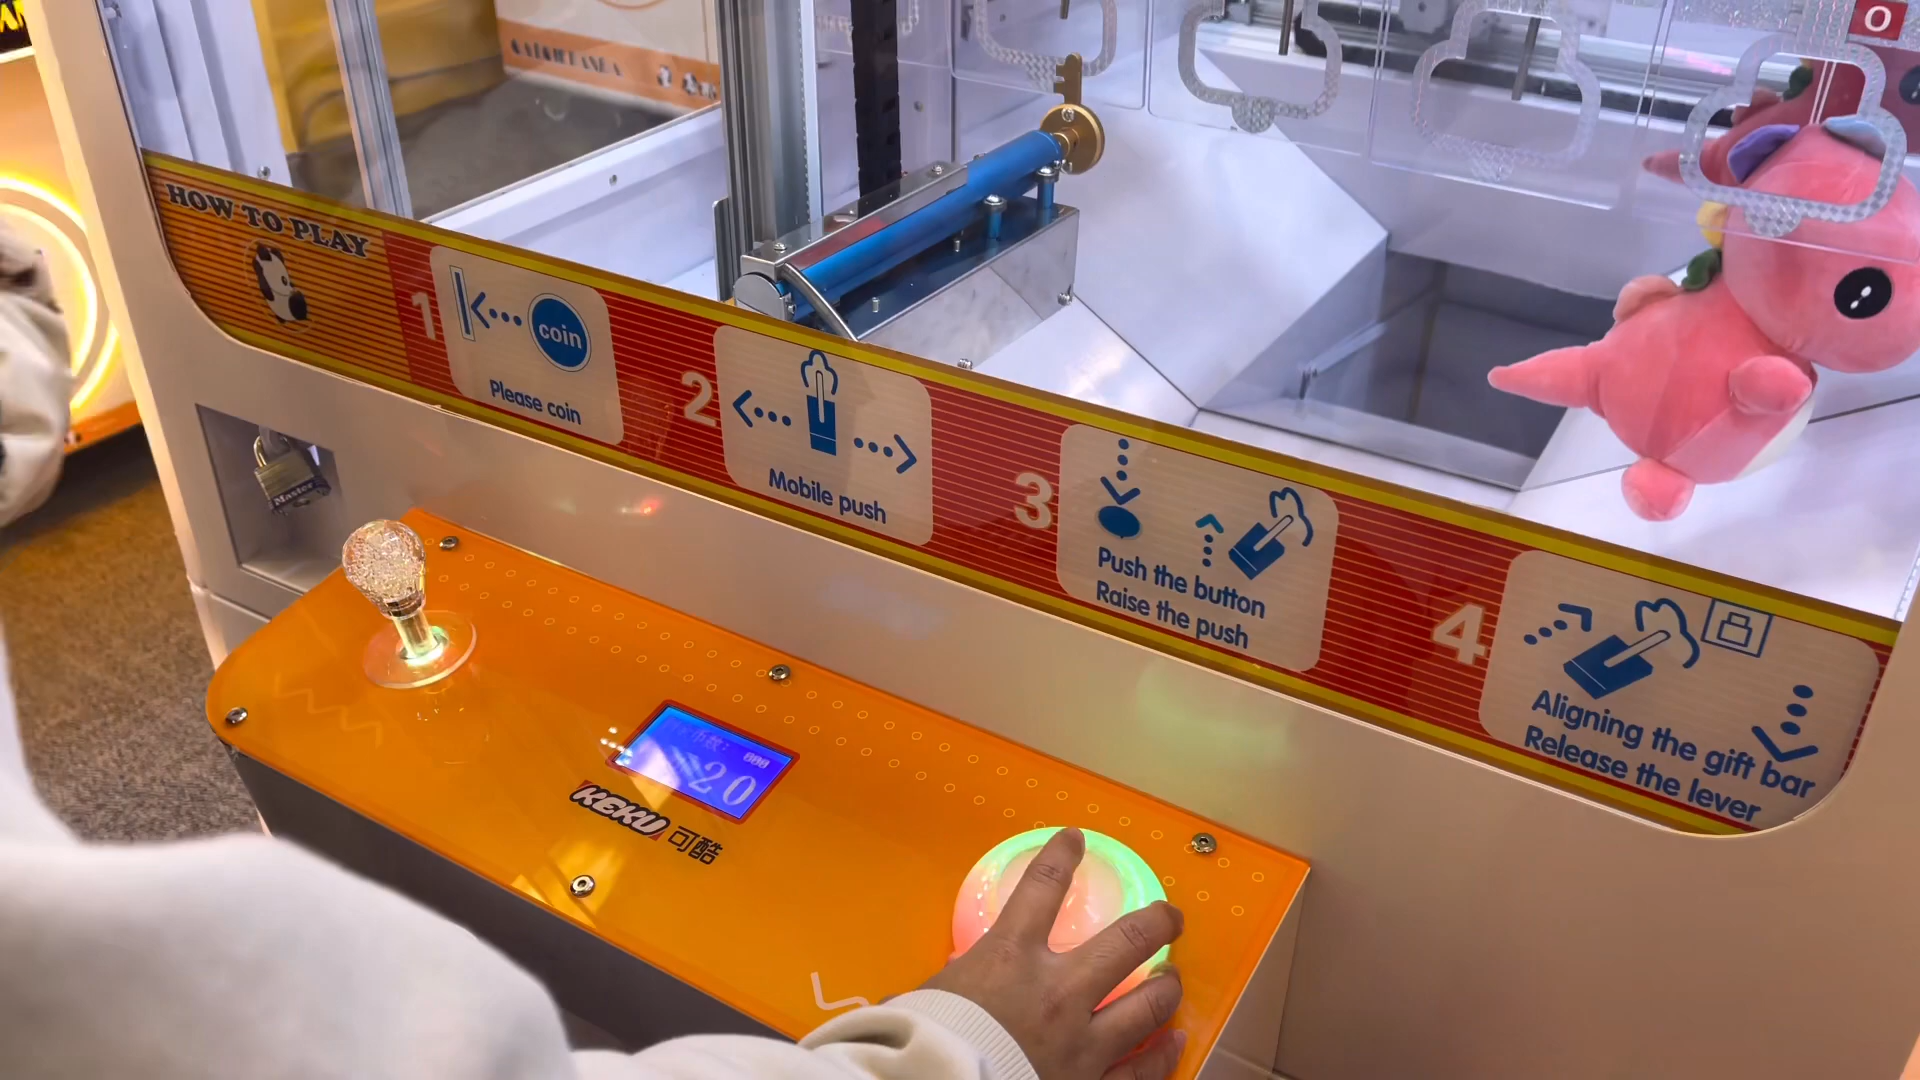 O
HOW TO PLAY
1
coin
Please coin
2
Mobile push
3
Push the button
Raise the push
4
Aligning the gift bar
Release the lever
Master
000
20
KEKU 可酷